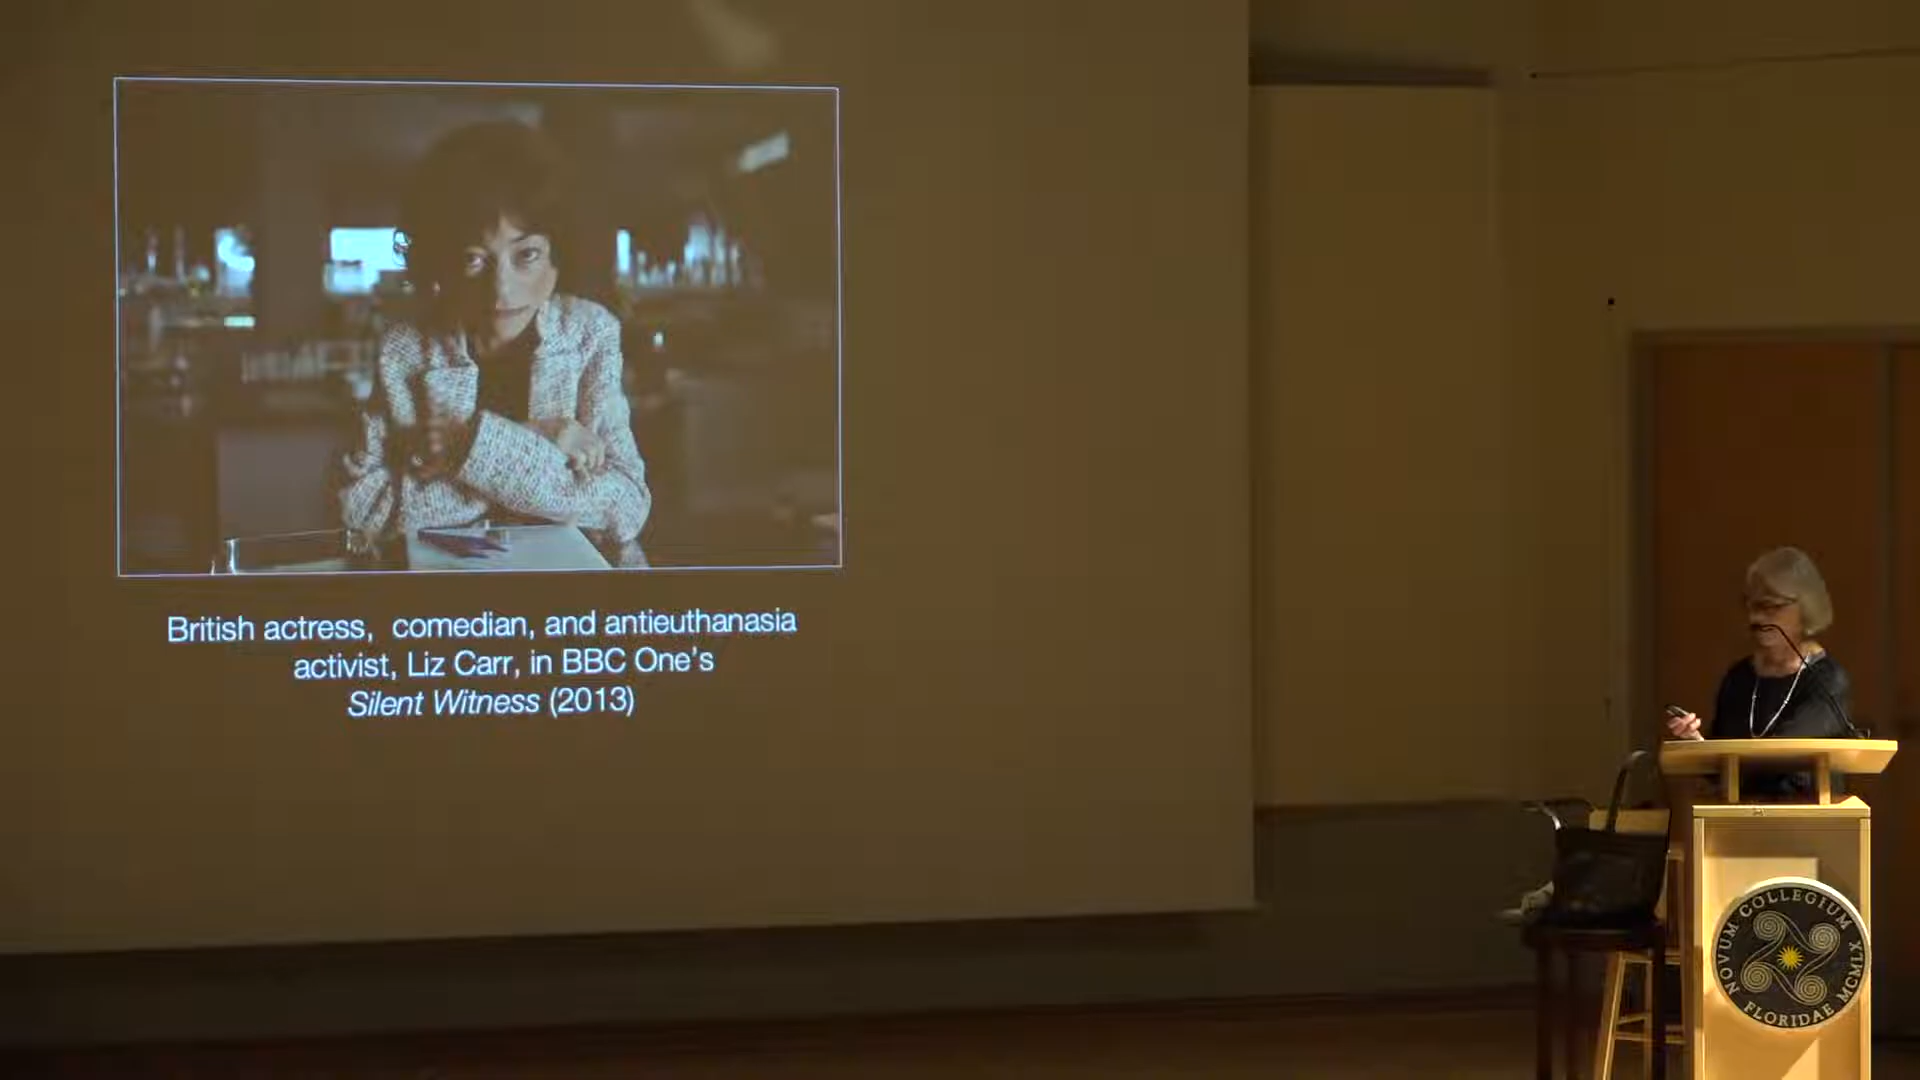 British actress,  comedian, and antieuthanasia
activist, Liz Carr, in BBC One's
Silent Witness (2013)
NOVUM COLLEGIUM
FLORIDAE MCMLX